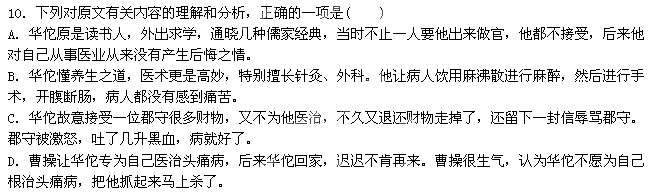 10. 下列对原文有关内容的理解和分析，正确的一项是(    )
A. 华佗原是读书人，外出求学，通晓几种儒家经典，当时不止一人要他出来做官，他都不接受，后来他
对自己从事医业从来没有产生后悔之情。
B. 华佗懂养生之道，医术更是高妙，特别擅长针灸、外科。他让病人饮用麻沸散进行麻醉，然后进行手
术，开腹断肠，病人都没有感到痛苦。
C. 华佗故意接受一位郡守很多财物，又不为他医治，不久又退还财物走掉了，还留下一封信辱骂郡守。
郡守被激怒，吐了几升黑血，病就好了。
D. 曹操让华佗专为自己医治头痛病，后来华佗回家，迟迟不肯再来。曹操很生气，认为华佗不愿为自己
根治头痛病，把他抓起来马上杀了。